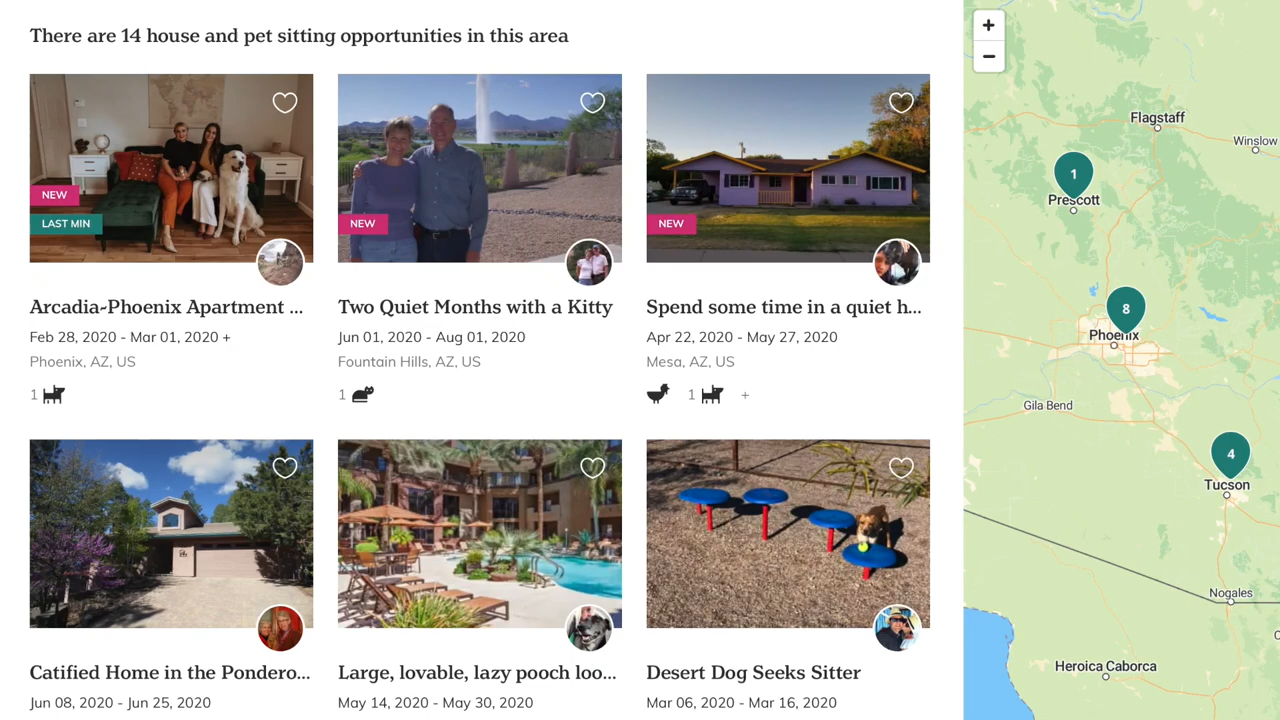 There are 14 house and pet sitting opportunities in this area
NEW
LAST MIN
Arcadia-Phoenix Apartment ...
Feb 28, 2020 - Mar 01, 2020 +
Phoenix, AZ, US
1
NEW
Two Quiet Months with a Kitty
Jun 01, 2020 - Aug 01, 2020
Fountain Hills, AZ, US
1
NEW
Spend some time in a quiet h...
Apr 22, 2020 - May 27, 2020
Mesa, AZ, US
1 +
Catified Home in the Pondero...
Jun 08, 2020 - Jun 25, 2020
Large, lovable, lazy pooch loo...
May 14, 2020 - May 30, 2020
Desert Dog Seeks Sitter
Mar 06, 2020 - Mar 16, 2020
+
−
Flagstaff
Winslow
1
Prescott
8
Phoenix
Gila Bend
4
Tucson
Nogales
Heroica Caborca